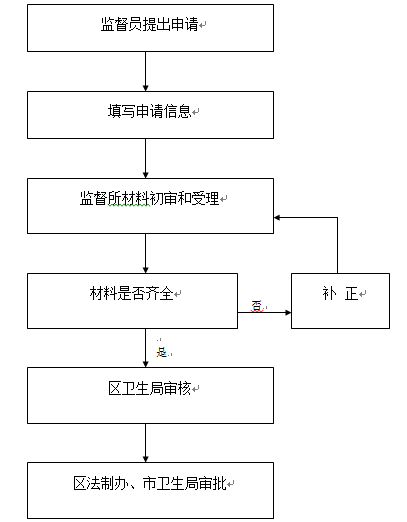 监督员提出申请
填写申请信息
监督所材料初审和受理
材料是否齐全
否
补 正
是
区卫生局审核
区法制办、市卫生局审批